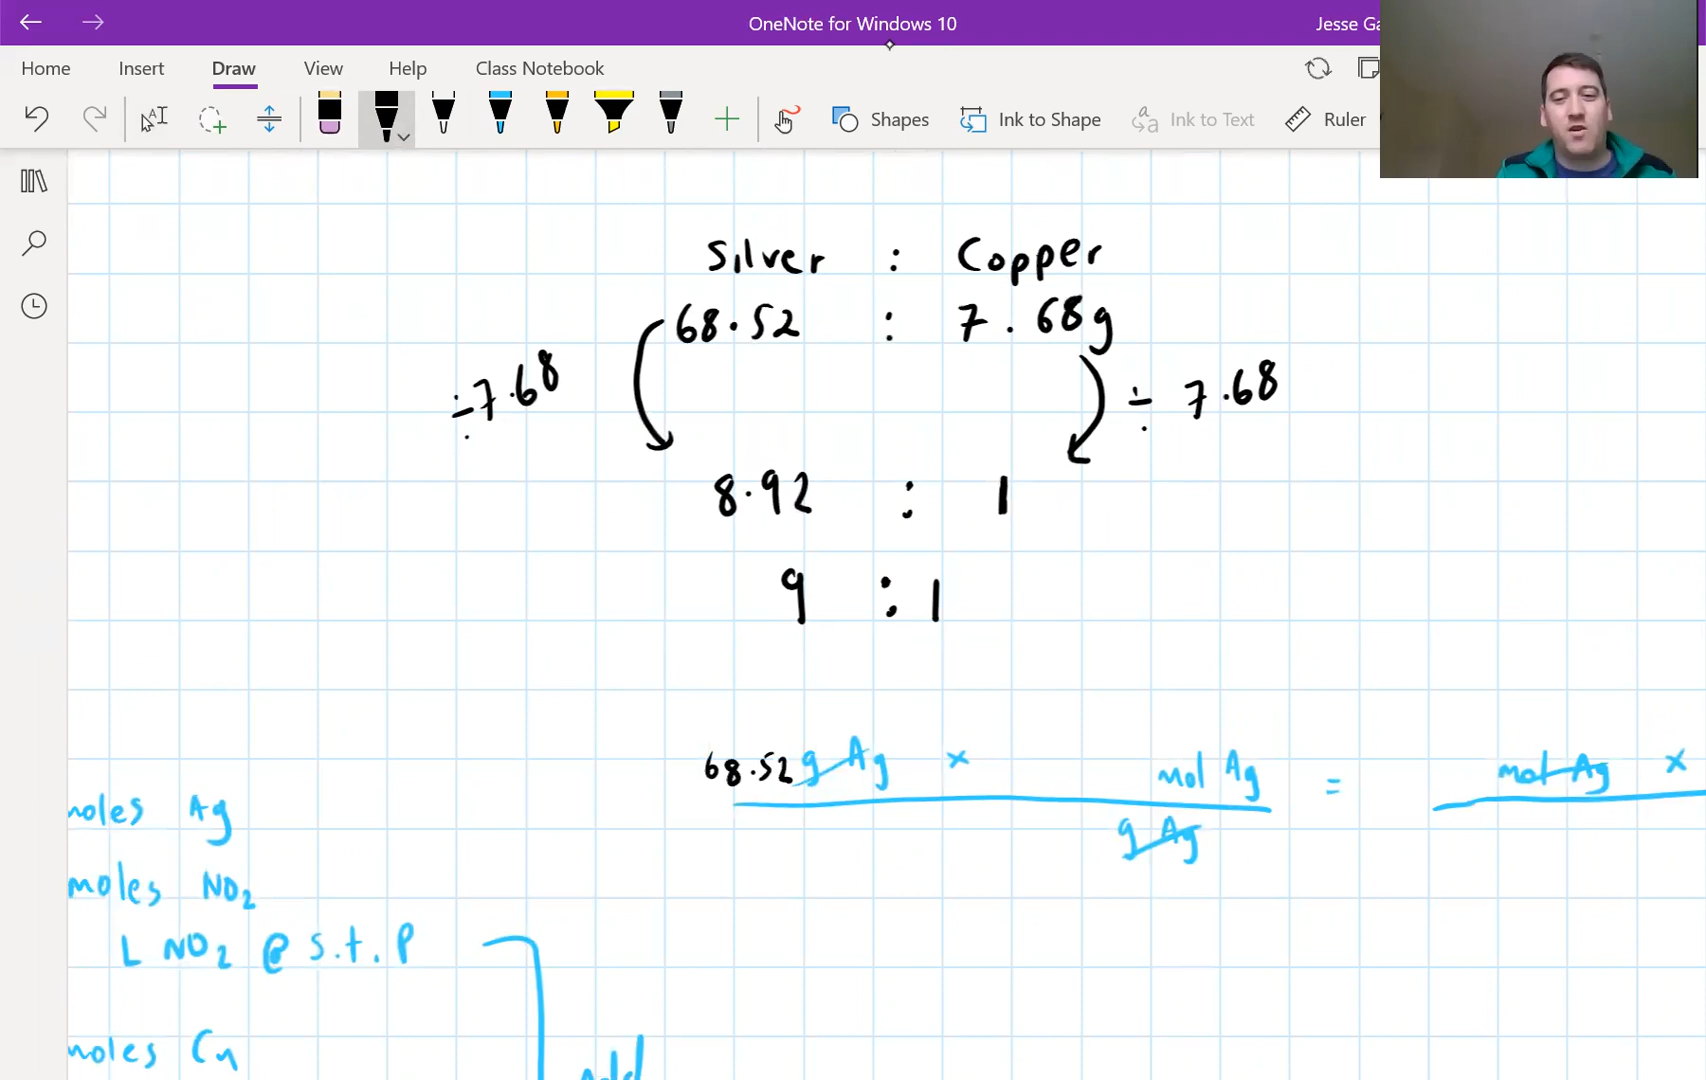 OneNote for Windows 10
Jesse Ga
Home Insert Draw View Help Class Notebook
Shapes Ink to Shape Ink to Text Ruler
Silver : Copper
68.52 : 7.68g
÷7.68 ÷ 7.68
8.92 : 1
9 : 1
68.52 g Ag × mol Ag = mol Ag ×
g Ag
moles Ag
moles NO₂
L NO₂ @ s.t.p
moles Cu